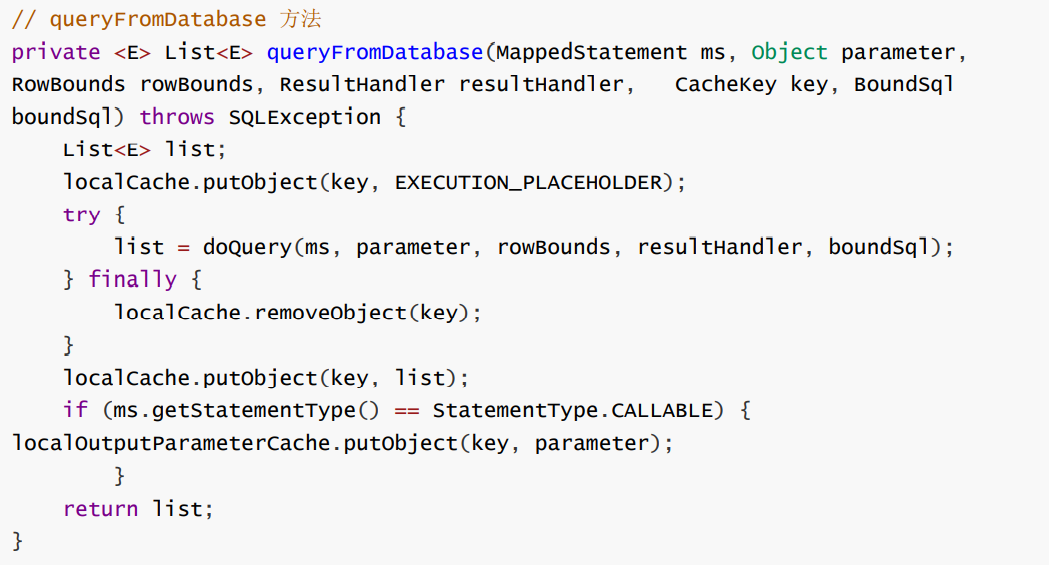 // queryFromDatabase 方法
private <E> List<E> queryFromDatabase(MappedStatement ms, Object parameter,
RowBounds rowBounds, ResultHandler resultHandler,   CacheKey key, BoundSql
boundSql) throws SQLException {
    List<E> list;
    localCache.putObject(key, EXECUTION_PLACEHOLDER);
    try {
        list = doQuery(ms, parameter, rowBounds, resultHandler, boundSql);
    } finally {
        localCache.removeObject(key);
    }
    localCache.putObject(key, list);
    if (ms.getStatementType() == StatementType.CALLABLE) {
localOutputParameterCache.putObject(key, parameter);
        }
    return list;
}